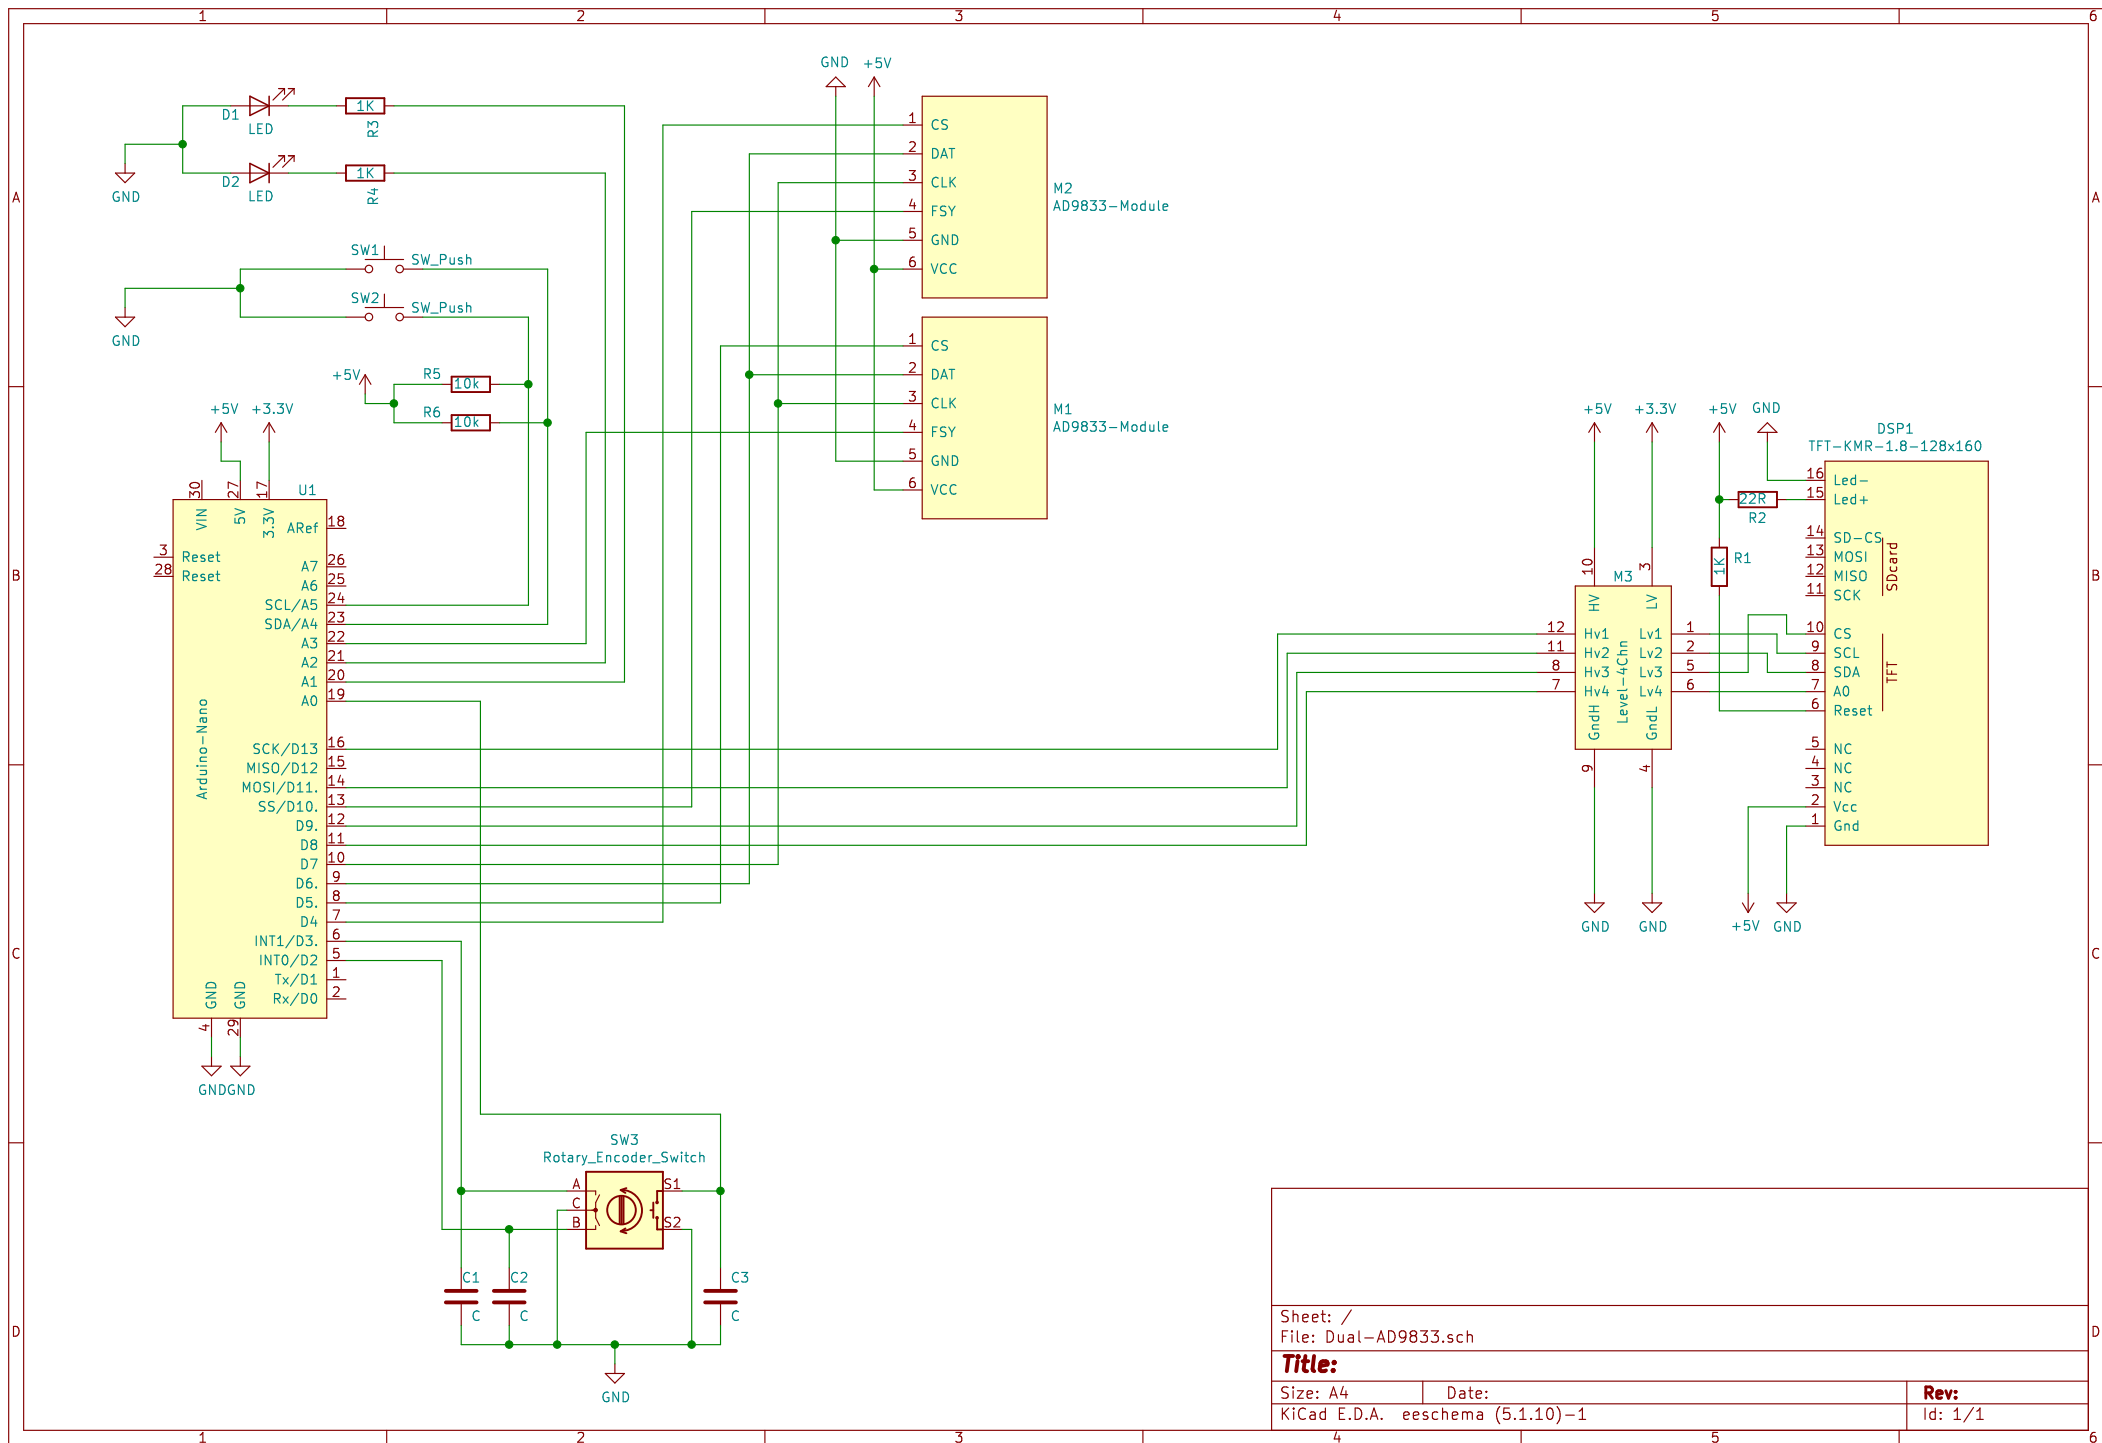 1 2 3 4 5 6
A
B
C
D
A
B
C
D
1 2 3 4 5 6
D1
LED
1K
R3
D2
LED
1K
R4
GND
SW1
SW_Push
SW2
SW_Push
GND
+5V
R5
10k
R6
10k
+5V
+3.3V
U1
Arduino-Nano
30
VIN
27
5V
17
3.3V
3 Reset
28 Reset
ARef 18
A7 26
A6 25
SCL/A5 24
SDA/A4 23
A3 22
A2 21
A1 20
A0 19
SCK/D13 16
MISO/D12 15
MOSI/D11. 14
SS/D10. 13
D9. 12
D8 11
D7 10
D6. 9
D5. 8
D4 7
INT1/D3. 6
INT0/D2 5
Tx/D1 1
Rx/D0 2
GND
4
GND
29
GND
GND
GND
+5V
1 CS
2 DAT
3 CLK
4 FSY
5 GND
6 VCC
M2
AD9833-Module
1 CS
2 DAT
3 CLK
4 FSY
5 GND
6 VCC
M1
AD9833-Module
+5V
+3.3V
+5V
GND
M3
Level-4Chn
10
HV
3
LV
12 Hv1
11 Hv2
8 Hv3
7 Hv4
Lv1 1
Lv2 2
Lv3 5
Lv4 6
GndH
9
GndL
4
GND
GND
22R
R2
1K
R1
DSP1
TFT-KMR-1.8-128x160
16 Led-
15 Led+
14 SD-CS
13 MOSI
12 MISO
11 SCK
SDcard
10 CS
9 SCL
8 SDA
7 A0
6 Reset
TFT
5 NC
4 NC
3 NC
2 Vcc
1 Gnd
+5V
GND
SW3
Rotary_Encoder_Switch
A
C
B
S1
S2
C1
C
C2
C
C3
C
GND
Sheet: /
File: Dual-AD9833.sch
Title:
Size: A4
Date:
Rev:
KiCad E.D.A. eeschema (5.1.10)-1
Id: 1/1